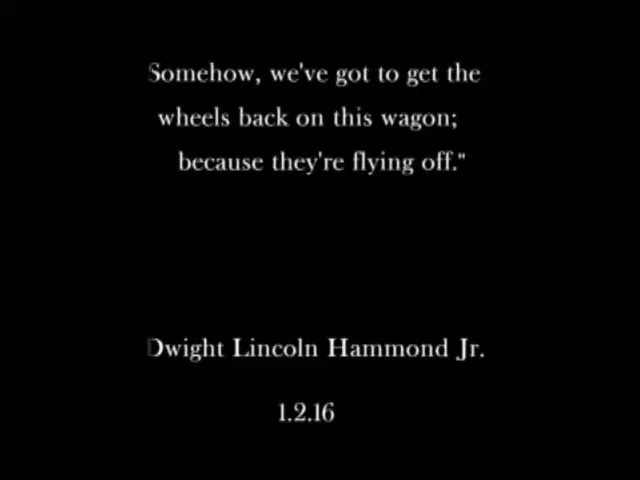 Somehow, we've got to get the
wheels back on this wagon;
because they're flying off."
Dwight Lincoln Hammond Jr.
1.2.16